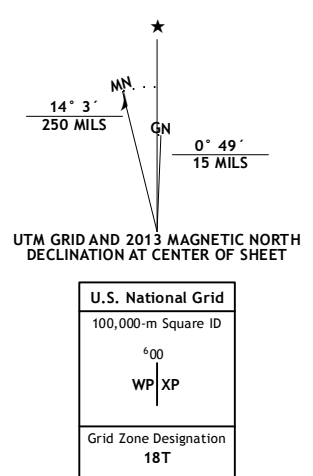 ★
MN
14° 3´
250 MILS
GN
0° 49´
15 MILS
UTM GRID AND 2013 MAGNETIC NORTH
DECLINATION AT CENTER OF SHEET
U.S. National Grid
100,000-m Square ID
⁶00
WP XP
Grid Zone Designation
18T